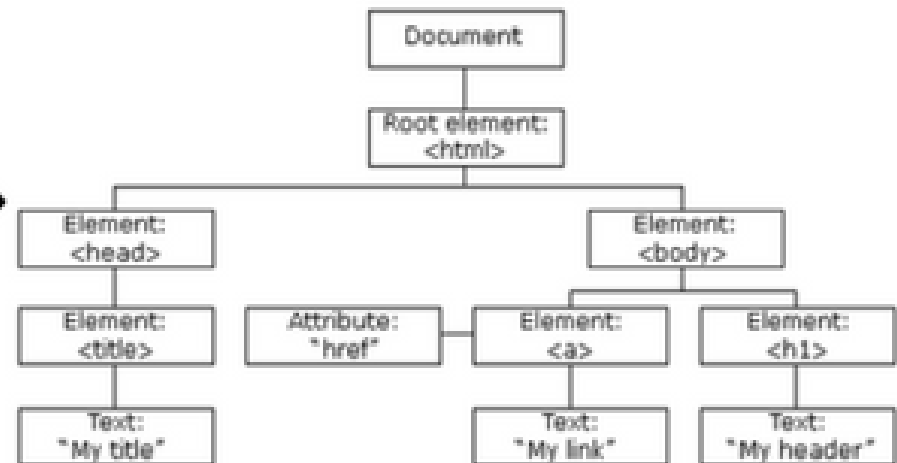 Document
Root element:
<html>
Element:
<head>
Element:
<body>
Element:
<title>
Attribute:
"href"
Element:
<a>
Element:
<h1>
Text:
"My title"
Text:
"My link"
Text:
"My header"